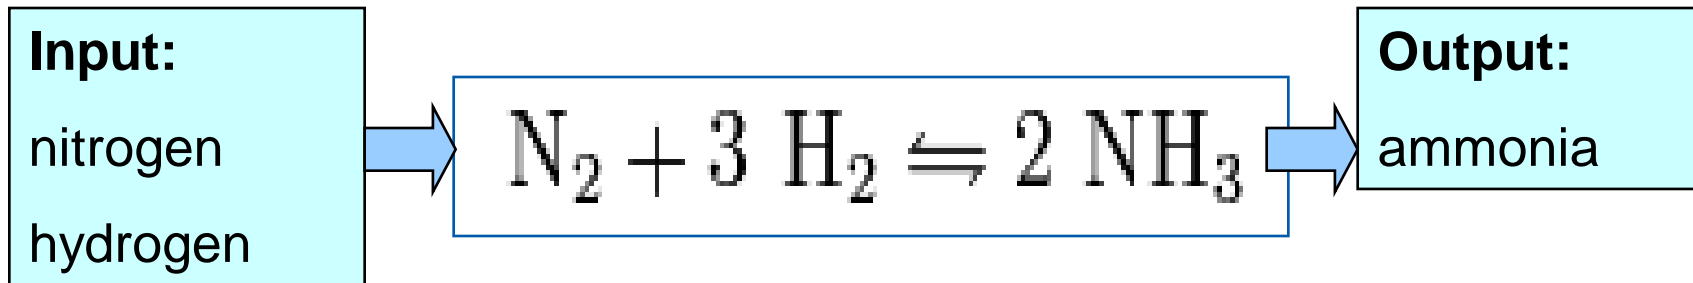 Input:
nitrogen
hydrogen
N₂ + 3 H₂ ⇋ 2 NH₃
Output:
ammonia